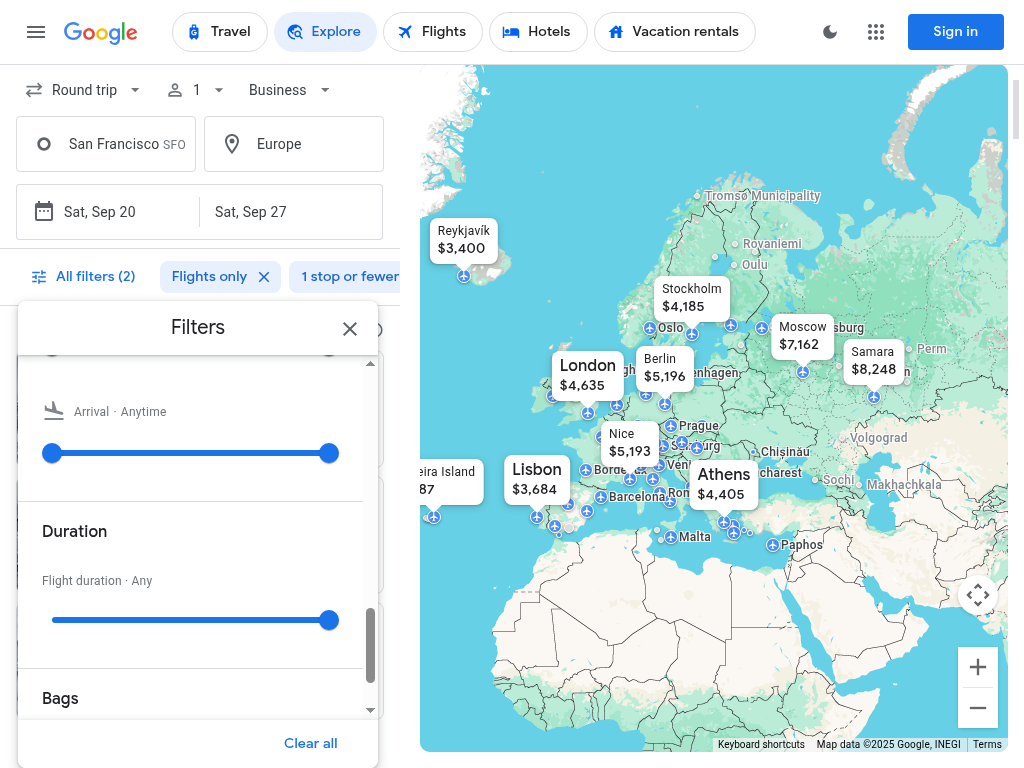 Google
Travel
Explore
Flights
Hotels
Vacation rentals
Sign in
Round trip
1
Business
San Francisco SFO
Europe
Sat, Sep 20
Sat, Sep 27
All filters (2)
Flights only
1 stop or fewer
Filters
Arrival · Anytime
Duration
Flight duration · Any
Bags
Clear all
Tromsø Municipality
Reykjavík
$3,400
Rovaniemi
Oulu
Stockholm
$4,185
Oslo
Moscow
$7,162
sburg
Samara
$8,248
Perm
London
$4,635
Berlin
$5,196
enhagen
Prague
Nice
$5,193
Chișinău
Volgograd
charest
Sochi
Makhachkala
eira Island
87
Lisbon
$3,684
Barcelona
Athens
$4,405
Malta
Paphos
Keyboard shortcuts
Map data ©2025 Google, INEGI
Terms